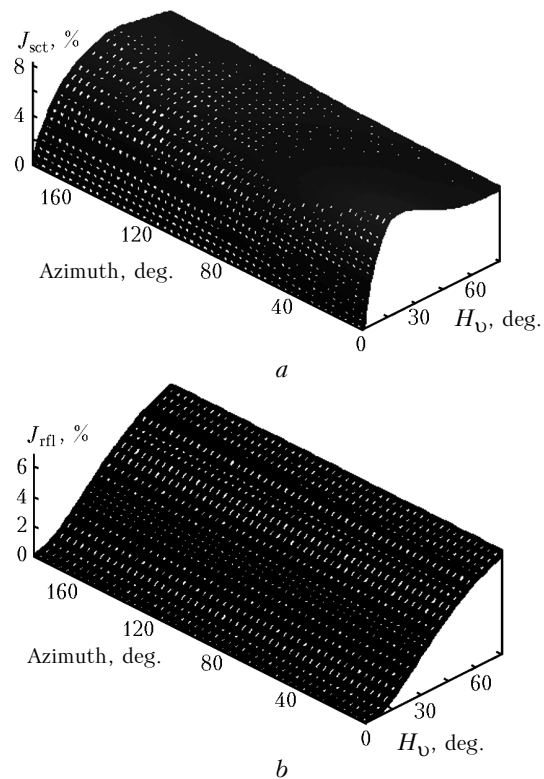 J_sct, %
8
4
0
160
120
80
40
0
30
60
Azimuth, deg.
H_υ, deg.
a
J_rfl, %
6
4
2
0
160
120
80
40
0
30
60
Azimuth, deg.
H_υ, deg.
b